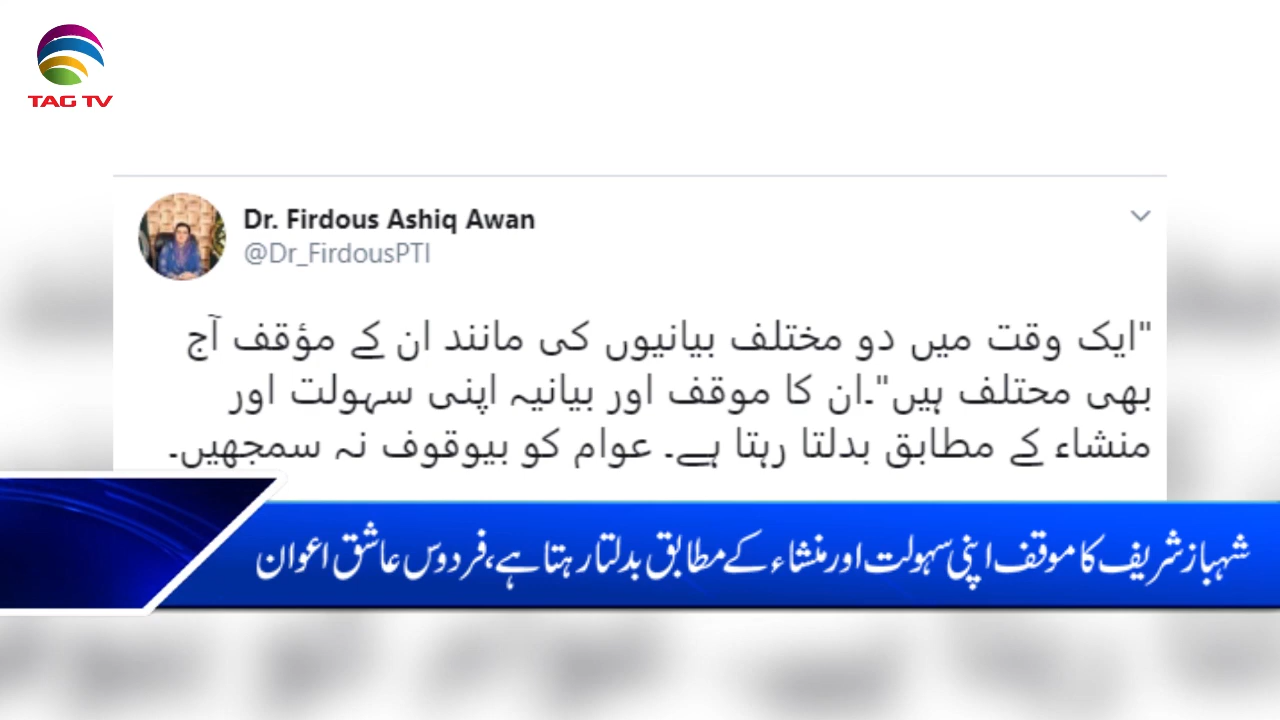 TAG TV
Dr. Firdous Ashiq Awan
@Dr_FirdousPTI
"ایک وقت میں دو مختلف بیانیوں کی مانند ان کے مؤقف آج
بھی محتلف ہیں"۔ان کا موقف اور بیانیہ اپنی سہولت اور
منشاء کے مطابق بدلتا رہتا ہے۔ عوام کو بیوقوف نہ سمجھیں۔
شہباز شریف کا موقف اپنی سہولت اور منشاء کے مطابق بدلتا رہتا ہے، فردوس عاشق اعوان